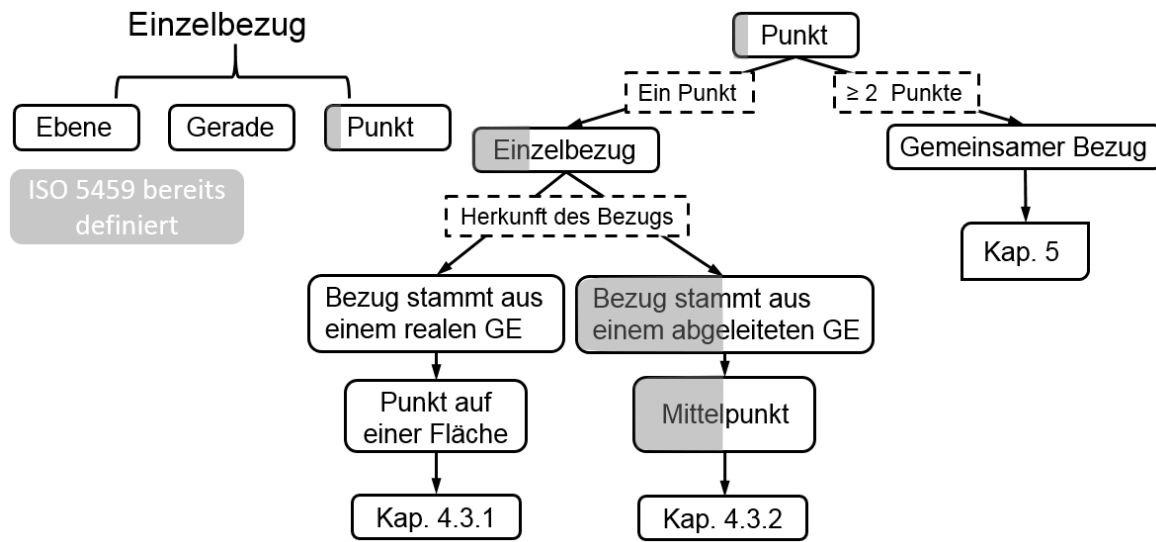 Einzelbezug
Ebene
Gerade
Punkt
ISO 5459 bereits
definiert
Punkt
Ein Punkt
≥ 2 Punkte
Einzelbezug
Gemeinsamer Bezug
Herkunft des Bezugs
Kap. 5
Bezug stammt aus
einem realen GE
Bezug stammt aus
einem abgeleiteten GE
Punkt auf
einer Fläche
Mittelpunkt
Kap. 4.3.1
Kap. 4.3.2